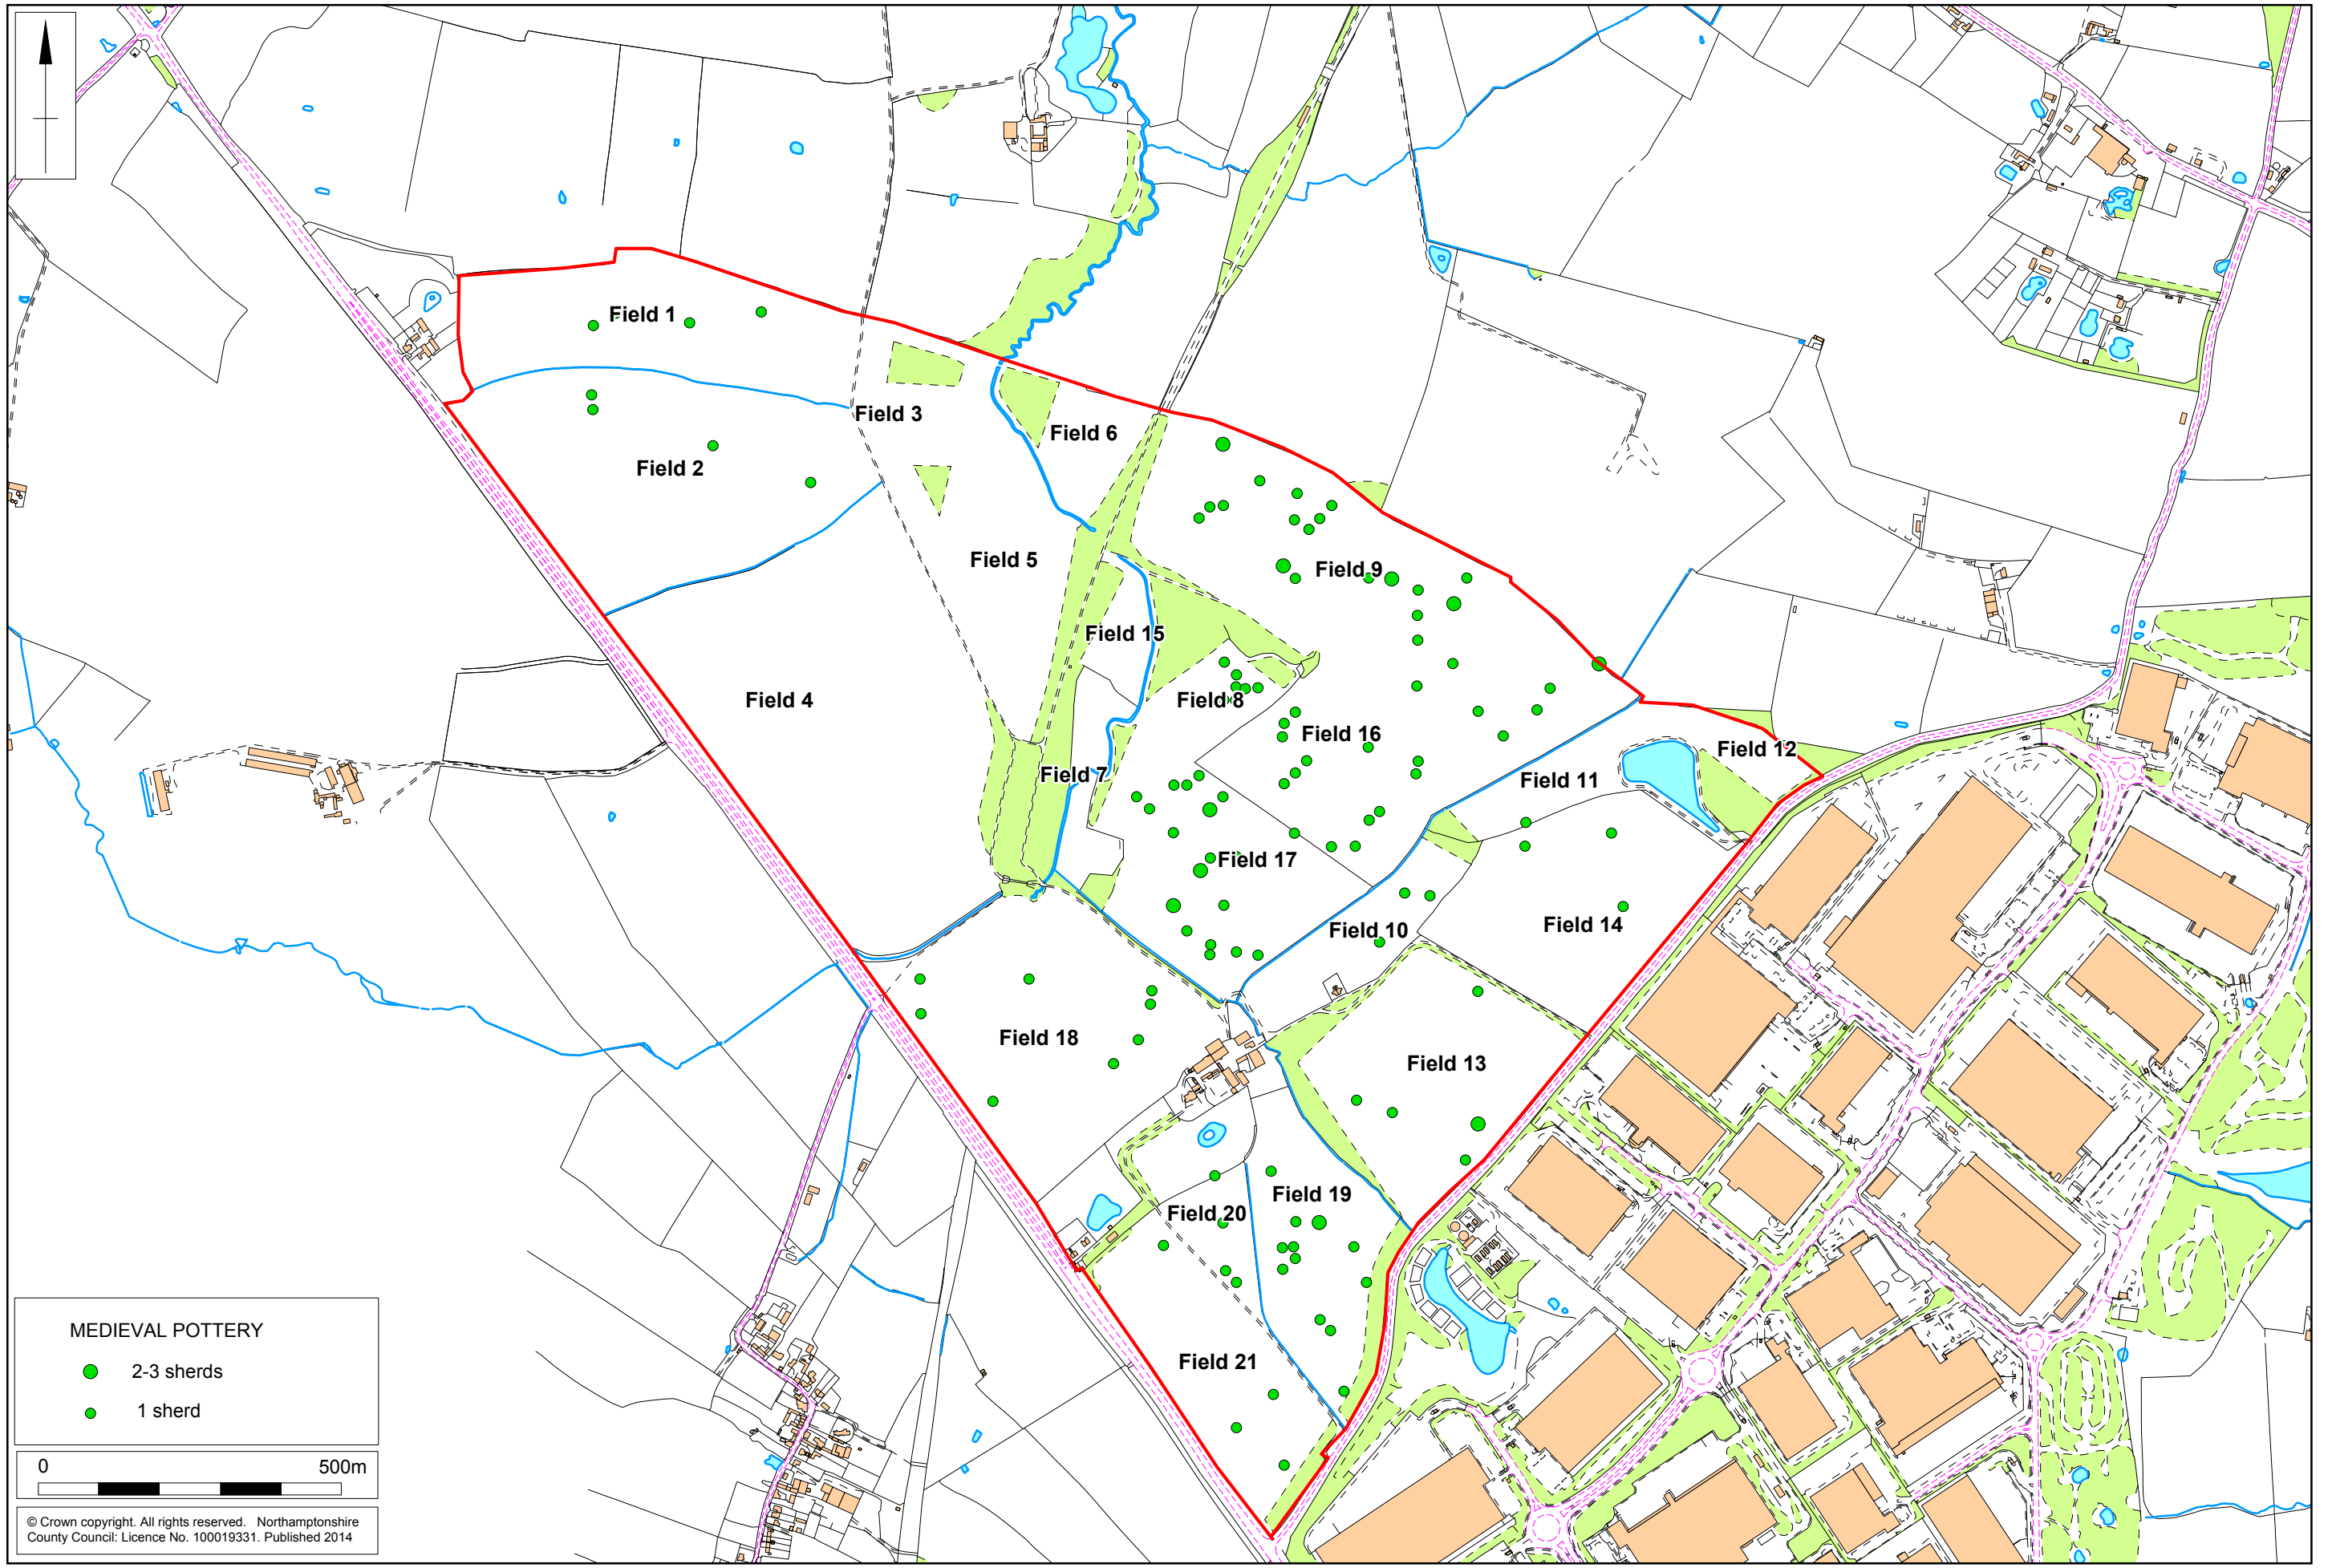 Field 1
Field 3
Field 6
Field 2
Field 5
Field 9
Field 15
Field 4
Field 8
Field 16
Field 12
Field 7
Field 11
Field 17
Field 14
Field 10
Field 18
Field 13
Field 19
Field 20
Field 21
MEDIEVAL POTTERY
2-3 sherds
1 sherd
0 500m
© Crown copyright. All rights reserved. Northamptonshire
County Council: Licence No. 100019331. Published 2014